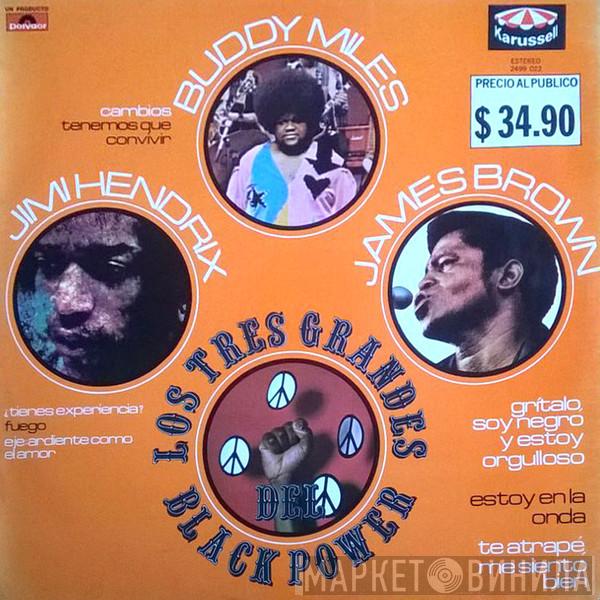 UN PRODUCTO
Polydor
BUDDY MILES
Karussell
ESTEREO
2499 022
PRECIO AL PUBLICO
$ 34.90
cambios
tenemos que
convivir
JIMI HENDRIX
JAMES BROWN
LOS TRES GRANDES
DEL
BLACK POWER
¿tienes experiencia?
fuego
eje: ardiente como
el amor
grítalo,
soy negro
y estoy
orgulloso
estoy en la
onda
te atrapé,
me siento
bien
МАРКЕТ ВИНИЛА